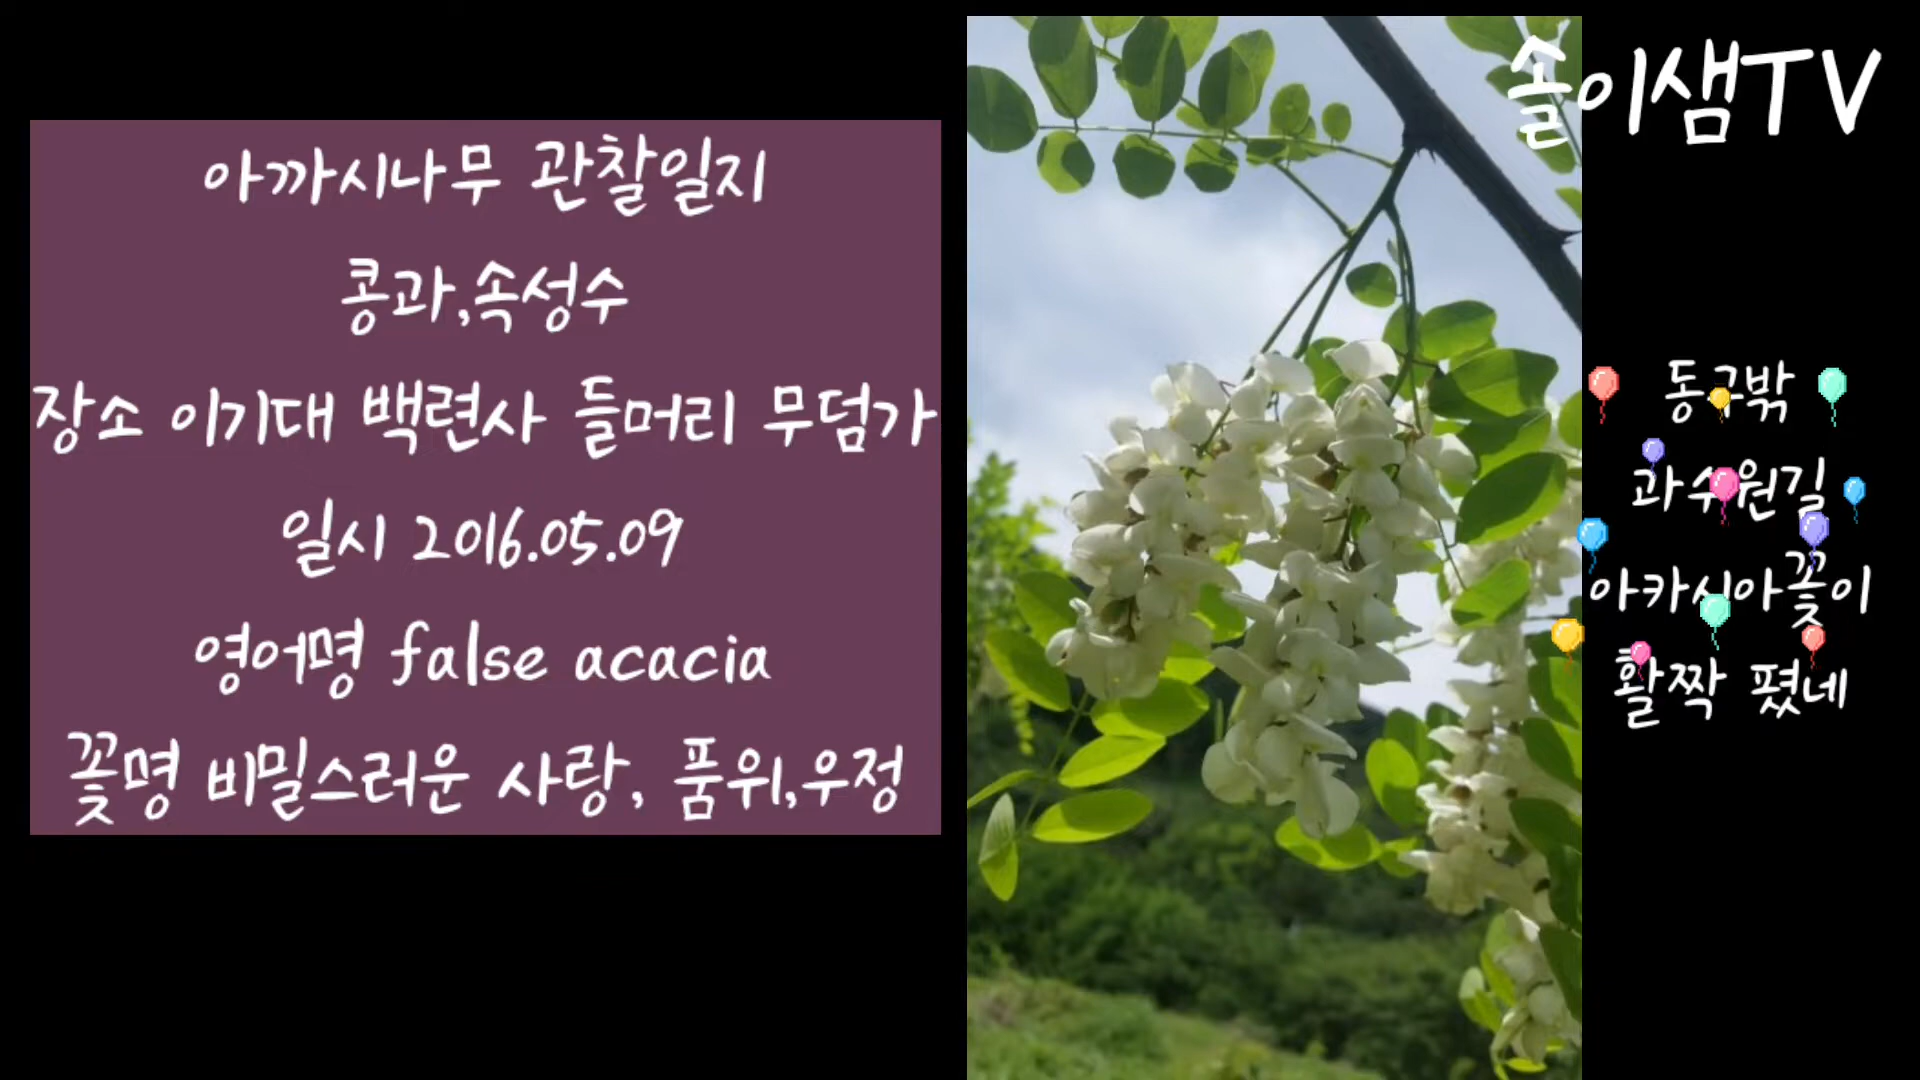 아까시나무 관찰일지
콩과,속성수
장소 이기대 백련사 들머리 무덤가
일시 2016.05.09
영어명 false acacia
꽃명 비밀스러운 사랑, 품위,우정
솔이샘TV
동구밖
과수원길
아카시아꽃이
활짝 폈네